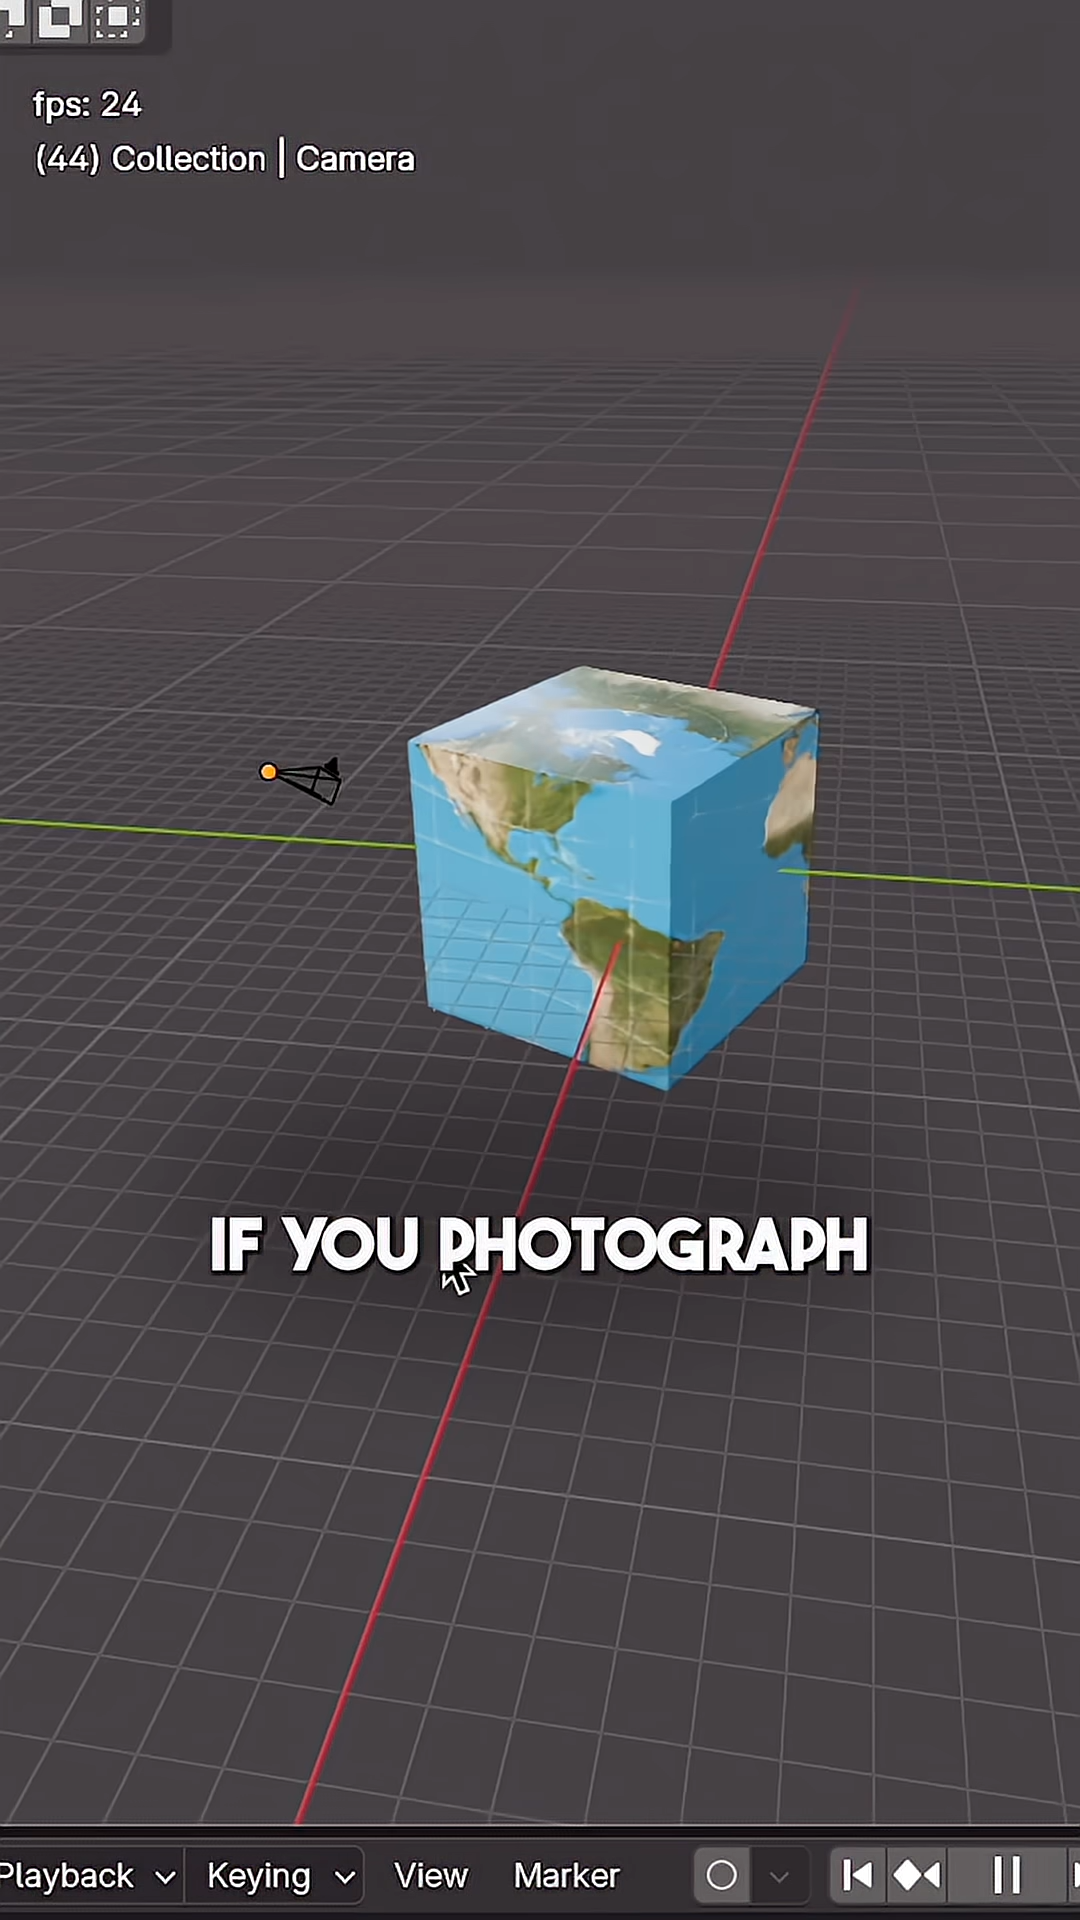 fps: 24
(44) Collection | Camera
IF YOU PHOTOGRAPH
Playback Keying View Marker